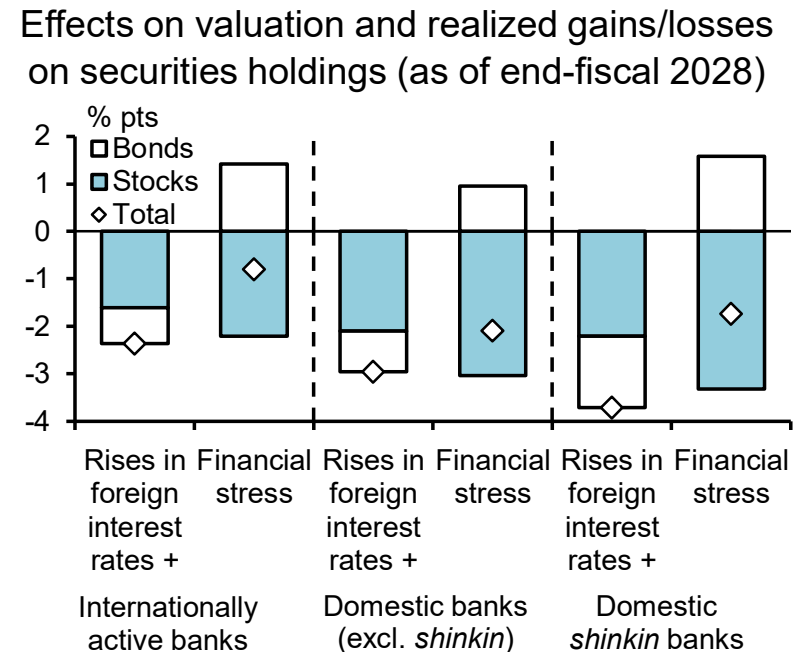 Effects on valuation and realized gains/losses
on securities holdings (as of end-fiscal 2028)
% pts
Bonds
Stocks
Total
2
1
0
-1
-2
-3
-4
Rises in foreign interest rates +
Financial stress
Rises in foreign interest rates +
Financial stress
Rises in foreign interest rates +
Financial stress
Internationally active banks
Domestic banks (excl. shinkin)
Domestic shinkin banks